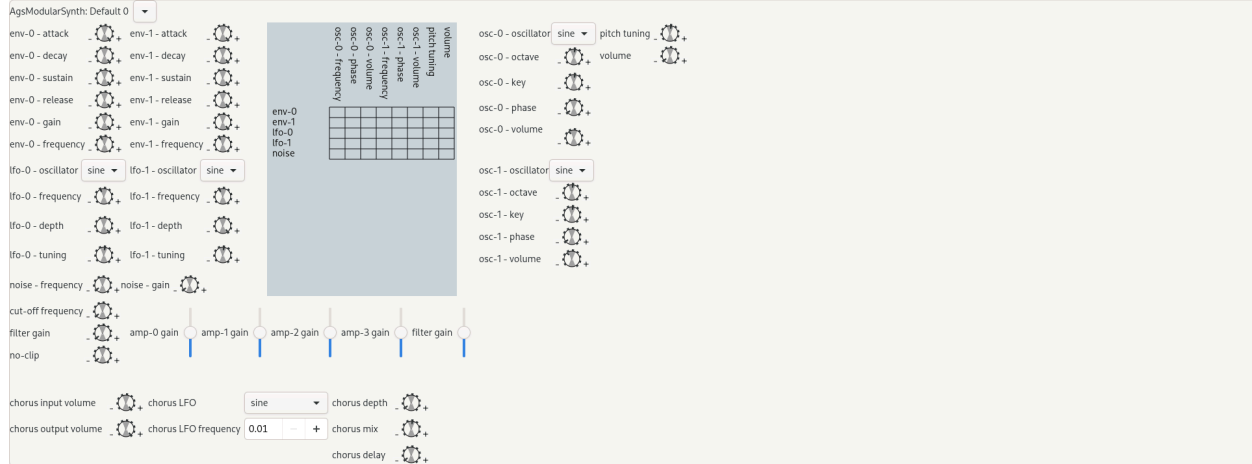 AgsModularSynth: Default 0
env-0 - attack
env-1 - attack
env-0 - decay
env-1 - decay
env-0 - sustain
env-1 - sustain
env-0 - release
env-1 - release
env-0 - gain
env-1 - gain
env-0 - frequency
env-1 - frequency
lfo-0 - oscillator sine
lfo-1 - oscillator sine
lfo-0 - frequency
lfo-1 - frequency
lfo-0 - depth
lfo-1 - depth
lfo-0 - tuning
lfo-1 - tuning
noise - frequency
noise - gain
osc-0 - frequency
osc-0 - phase
osc-0 - volume
osc-1 - frequency
osc-1 - phase
osc-1 - volume
pitch tuning
volume
env-0
env-1
lfo-0
lfo-1
noise
osc-0 - oscillator sine
pitch tuning
osc-0 - octave
volume
osc-0 - key
osc-0 - phase
osc-0 - volume
osc-1 - oscillator sine
osc-1 - octave
osc-1 - key
osc-1 - phase
osc-1 - volume
cut-off frequency
filter gain
no-clip
amp-0 gain
amp-1 gain
amp-2 gain
amp-3 gain
filter gain
chorus input volume
chorus LFO sine
chorus depth
chorus output volume
chorus LFO frequency 0.01
chorus mix
chorus delay